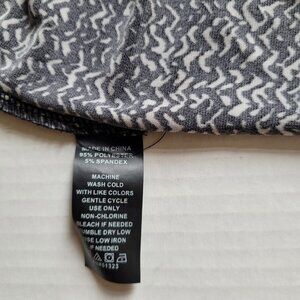 MADE IN CHINA
95% POLYESTER
5% SPANDEX
MACHINE
WASH COLD
WITH LIKE COLORS
GENTLE CYCLE
USE ONLY
NON-CHLORINE
BLEACH IF NEEDED
TUMBLE DRY LOW
USE LOW IRON
IF NEEDED